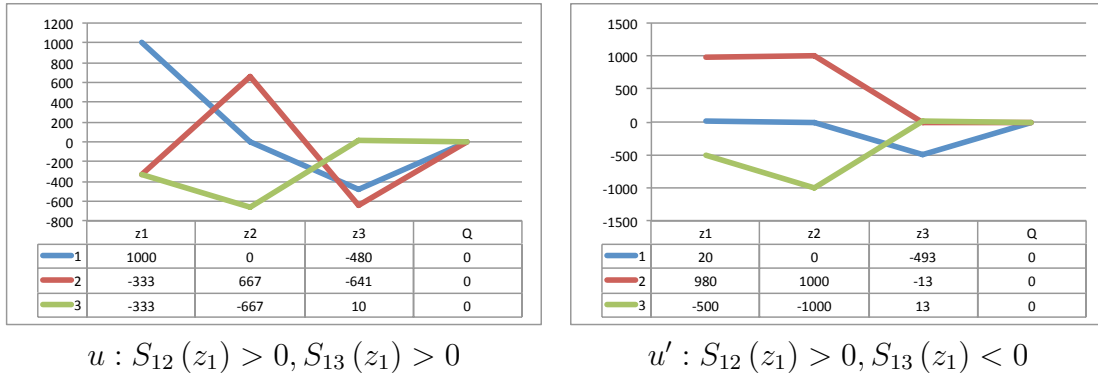 1200
1000
800
600
400
200
0
-200
-400
-600
-800
z1 z2 z3 Q
1 1000 0 -480 0
2 -333 667 -641 0
3 -333 -667 10 0
u : S₁₂ (z₁) > 0, S₁₃ (z₁) > 0
1500
1000
500
0
-500
-1000
-1500
z1 z2 z3 Q
1 20 0 -493 0
2 980 1000 -13 0
3 -500 -1000 13 0
u′ : S₁₂ (z₁) > 0, S₁₃ (z₁) < 0